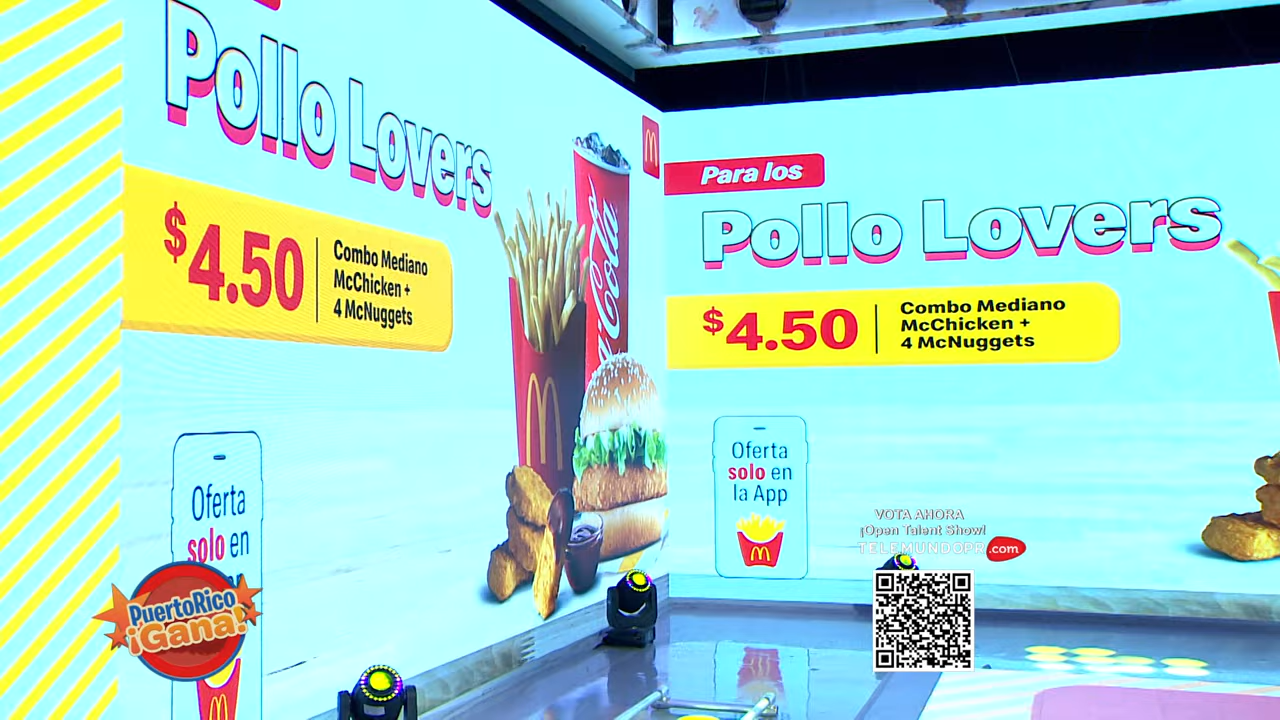 Pollo Lovers
$4.50
Combo Mediano
McChicken +
4 McNuggets
Coca-Cola
Oferta
solo en
PuertoRico
¡Gana!
Para los
Pollo Lovers
$4.50
Combo Mediano
McChicken +
4 McNuggets
Oferta
solo en
la App
VOTA AHORA
¡Open Talent Show!
TELEMUNDOPR.com